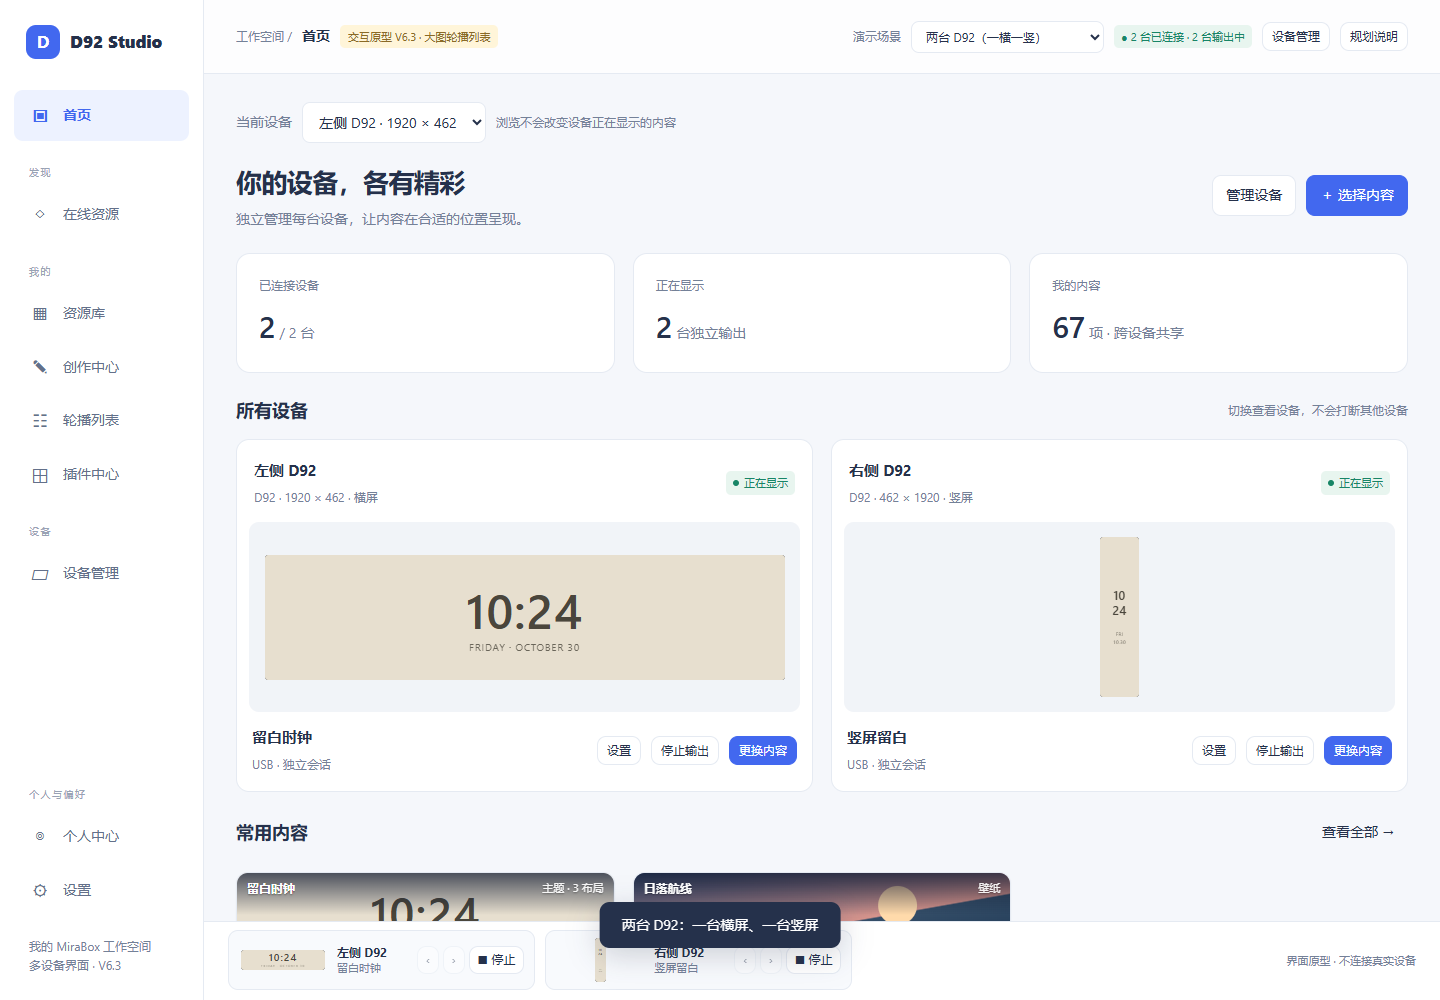 D D92 Studio
首页
发现
在线资源
我的
资源库
创作中心
轮播列表
插件中心
设备
设备管理
个人与偏好
个人中心
设置
我的 MiraBox 工作空间
多设备界面 · V6.3
工作空间 / 首页 交互原型 V6.3 · 大图轮播列表
演示场景 两台 D92（一横一竖） 2 台已连接 · 2 台输出中 设备管理 规划说明
当前设备 左侧 D92 · 1920 × 462 浏览不会改变设备正在显示的内容
你的设备，各有精彩
独立管理每台设备，让内容在合适的位置呈现。
管理设备 + 选择内容
已连接设备
2 / 2 台
正在显示
2 台独立输出
我的内容
67 项 · 跨设备共享
所有设备 切换查看设备，不会打断其他设备
左侧 D92
D92 · 1920 × 462 · 横屏
正在显示
10:24
FRIDAY · OCTOBER 30
留白时钟
USB · 独立会话
设置 停止输出 更换内容
右侧 D92
D92 · 462 × 1920 · 竖屏
正在显示
10
24
FRI
10.30
竖屏留白
USB · 独立会话
设置 停止输出 更换内容
常用内容 查看全部 →
留白时钟 主题 · 3 布局
10:24
日落航线 壁纸
两台 D92：一台横屏、一台竖屏
10:24
左侧 D92
留白时钟
‹ › ■ 停止
右侧 D92
竖屏留白
‹ › ■ 停止
界面原型 · 不连接真实设备